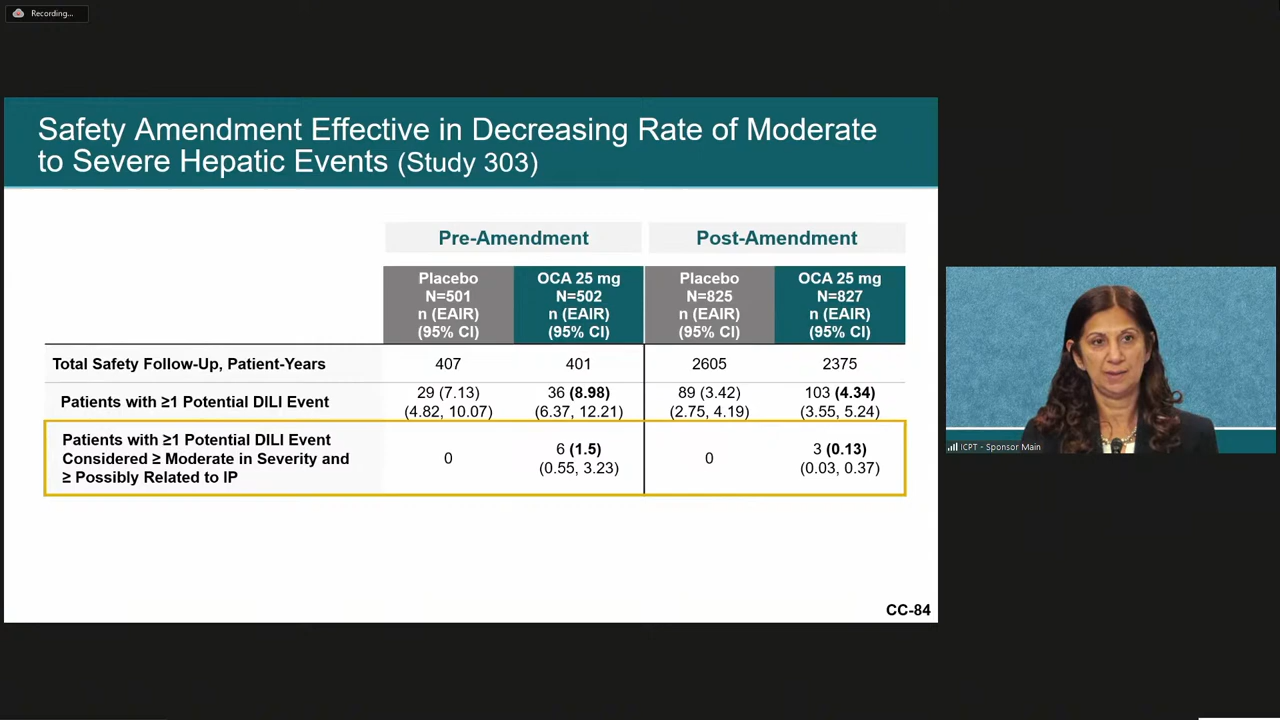 Recording...
Safety Amendment Effective in Decreasing Rate of Moderate
to Severe Hepatic Events (Study 303)
Pre-Amendment Post-Amendment
Placebo OCA 25 mg Placebo OCA 25 mg
N=501 N=502 N=825 N=827
n (EAIR) n (EAIR) n (EAIR) n (EAIR)
(95% CI) (95% CI) (95% CI) (95% CI)
Total Safety Follow-Up, Patient-Years 407 401 2605 2375
Patients with ≥1 Potential DILI Event 29 (7.13) 36 (8.98) 89 (3.42) 103 (4.34)
(4.82, 10.07) (6.37, 12.21) (2.75, 4.19) (3.55, 5.24)
Patients with ≥1 Potential DILI Event
Considered ≥ Moderate in Severity and
≥ Possibly Related to IP
0 6 (1.5) 0 3 (0.13)
(0.55, 3.23) (0.03, 0.37)
ICPT - Sponsor Main
CC-84